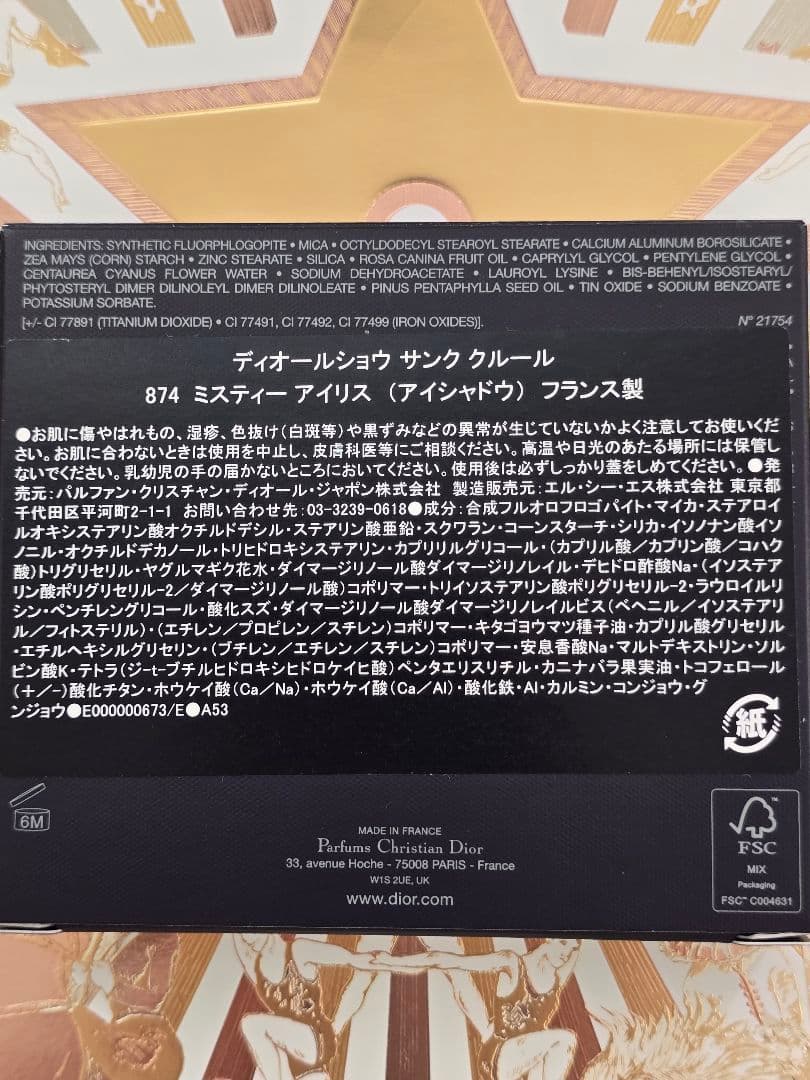 INGREDIENTS: SYNTHETIC FLUORPHLOGOPITE • MICA • OCTYLDODECYL STEAROYL STEARATE • CALCIUM ALUMINUM BOROSILICATE •
ZEA MAYS (CORN) STARCH • ZINC STEARATE • SILICA • ROSA CANINA FRUIT OIL • CAPRYLYL GLYCOL • PENTYLENE GLYCOL •
CENTAUREA CYANUS FLOWER WATER • SODIUM DEHYDROACETATE • LAUROYL LYSINE • BIS-BEHENYL/ISOSTEARYL/
PHYTOSTERYL DIMER DILINOLEYL DIMER DILINOLEATE • PINUS PENTAPHYLLA SEED OIL • TIN OXIDE • SODIUM BENZOATE •
POTASSIUM SORBATE.
[+/- CI 77891 (TITANIUM DIOXIDE) • CI 77491, CI 77492, CI 77499 (IRON OXIDES)].
N° 21754
ディオールショウ サンク クルール
874 ミスティー アイリス (アイシャドウ) フランス製
●お肌に傷やはれもの、湿疹、色抜け(白斑等)や黒ずみなどの異常が生じていないかよく注意してお使いくだ
さい。お肌に合わないときは使用を中止し、皮膚科医等にご相談ください。高温や日光のあたる場所には保管し
ないでください。乳幼児の手の届かないところにおいてください。使用後は必ずしっかり蓋をしめてください。●発
売元:パルファン・クリスチャン・ディオール・ジャポン株式会社 製造販売元:エル・シー・エス株式会社 東京都
千代田区平河町2-1-1 お問い合わせ先:03-3239-0618●成分:合成フルオロフロゴパイト・マイカ・ステアロイ
ルオキシステアリン酸オクチルドデシル・ステアリン酸亜鉛・スクワラン・コーンスターチ・シリカ・イソノナン酸イソ
ノニル・オクチルドデカノール・トリヒドロキシステアリン・カプリリルグリコール・(カプリル酸/カプリン酸/コハク
酸)トリグリセリル・ヤグルマギク花水・ダイマージリノール酸ダイマージリノレイル・デヒドロ酢酸Na・(イソステア
リン酸ポリグリセリル-2/ダイマージリノール酸)コポリマー・トリイソステアリン酸ポリグリセリル-2・ラウロイルリ
シン・ペンチレングリコール・酸化スズ・ダイマージリノール酸ダイマージリノレイルビス(ベヘニル/イソステアリ
ル/フィトステリル)・(エチレン/プロピレン/スチレン)コポリマー・キタゴヨウマツ種子油・カプリル酸グリセリル
・エチルヘキシルグリセリン・(ブチレン/エチレン/スチレン)コポリマー・安息香酸Na・マルトデキストリン・ソル
ビン酸K・テトラ(ジ-t-ブチルヒドロキシヒドロケイヒ酸)ペンタエリスリチル・カニナバラ果実油・トコフェロール
(+/-)酸化チタン・ホウケイ酸(Ca/Na)・ホウケイ酸(Ca/Al)・酸化鉄・Al・カルミン・コンジョウ・グ
ンジョウ●E000000673/E●A53
紙
6M
MADE IN FRANCE
Parfums Christian Dior
33, avenue Hoche - 75008 PARIS - France
W1S 2UE, UK
www.dior.com
FSC
MIX
Packaging
FSC™ C004631